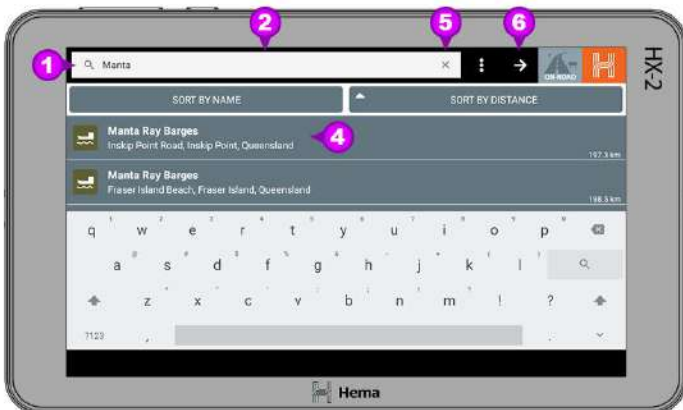 2
5
6
1
Manta
ON-ROAD
HX-2
SORT BY NAME
SORT BY DISTANCE
Manta Ray Barges
Inskip Point Road, Inskip Point, Queensland
4
197.3 km
Manta Ray Barges
Fraser Island Beach, Fraser Island, Queensland
198.3 km
q w e r t y u i o p
a s d f g h j k l
z x c v b n m ! ?
?123 , .
Hema